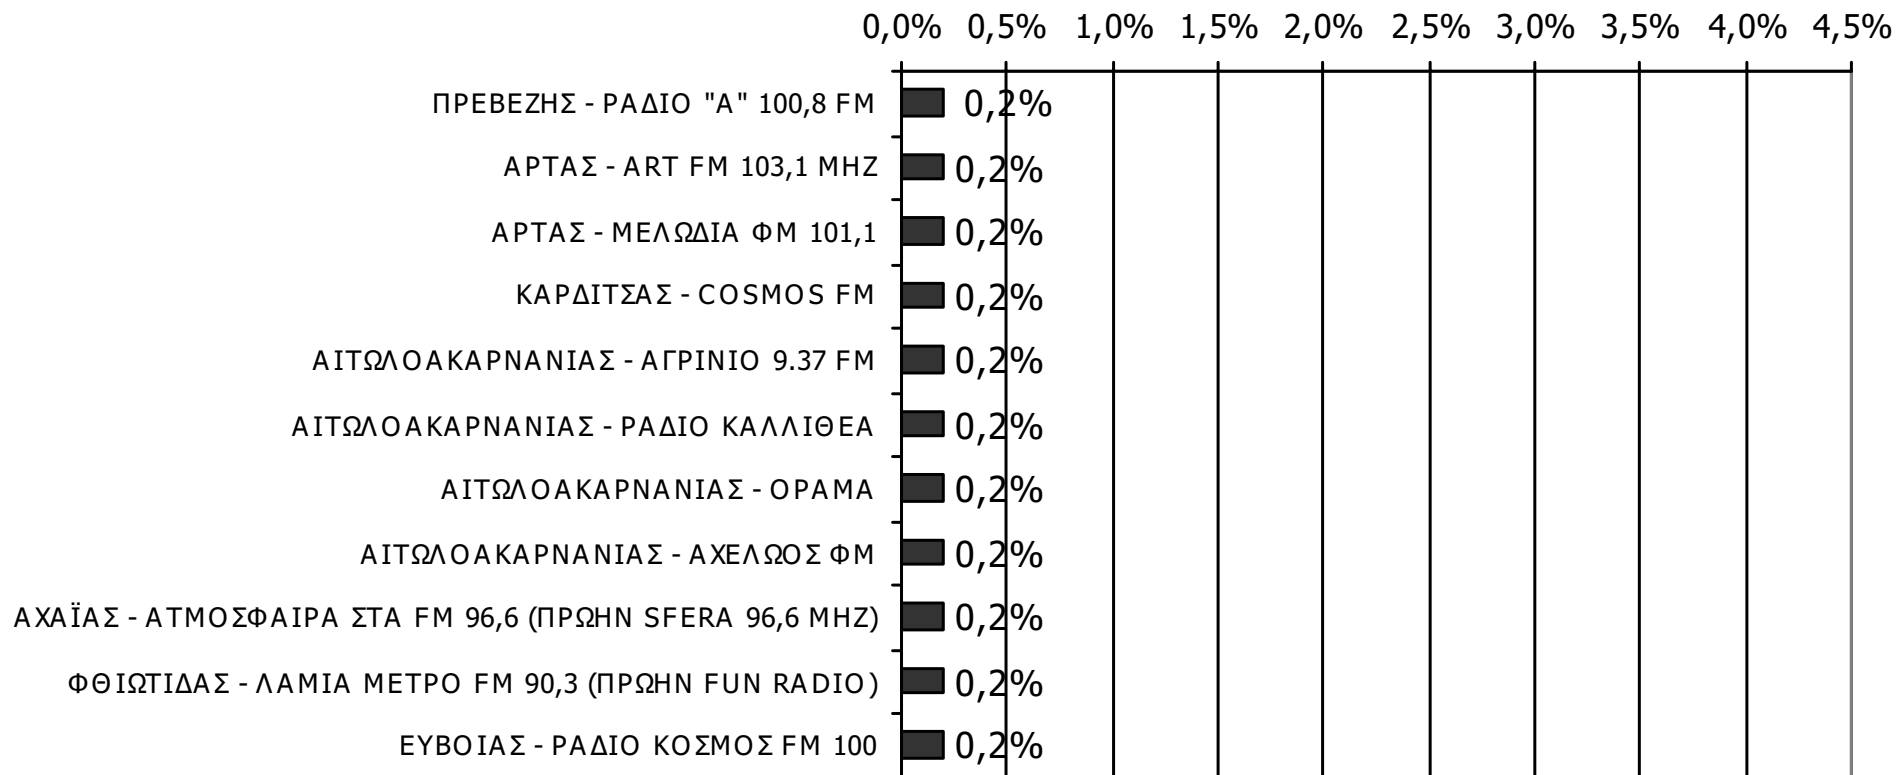 0,0% 0,5% 1,0% 1,5% 2,0% 2,5% 3,0% 3,5% 4,0% 4,5%
ΠΡΕΒΕΖΗΣ - ΡΑΔΙΟ "Α" 100,8 FM 0,2%
ΑΡΤΑΣ - ART FM 103,1 MHZ 0,2%
ΑΡΤΑΣ - ΜΕΛΩΔΙΑ ΦΜ 101,1 0,2%
ΚΑΡΔΙΤΣΑΣ - COSMOS FM 0,2%
ΑΙΤΩΛΟΑΚΑΡΝΑΝΙΑΣ - ΑΓΡΙΝΙΟ 9.37 FM 0,2%
ΑΙΤΩΛΟΑΚΑΡΝΑΝΙΑΣ - ΡΑΔΙΟ ΚΑΛΛΙΘΕΑ 0,2%
ΑΙΤΩΛΟΑΚΑΡΝΑΝΙΑΣ - ΟΡΑΜΑ 0,2%
ΑΙΤΩΛΟΑΚΑΡΝΑΝΙΑΣ - ΑΧΕΛΩΟΣ ΦΜ 0,2%
ΑΧΑΪΑΣ - ΑΤΜΟΣΦΑΙΡΑ ΣΤΑ FM 96,6 (ΠΡΩΗΝ SFERA 96,6 MHZ) 0,2%
ΦΘΙΩΤΙΔΑΣ - ΛΑΜΙΑ ΜΕΤΡΟ FM 90,3 (ΠΡΩΗΝ FUN RADIO) 0,2%
ΕΥΒΟΙΑΣ - ΡΑΔΙΟ ΚΟΣΜΟΣ FM 100 0,2%